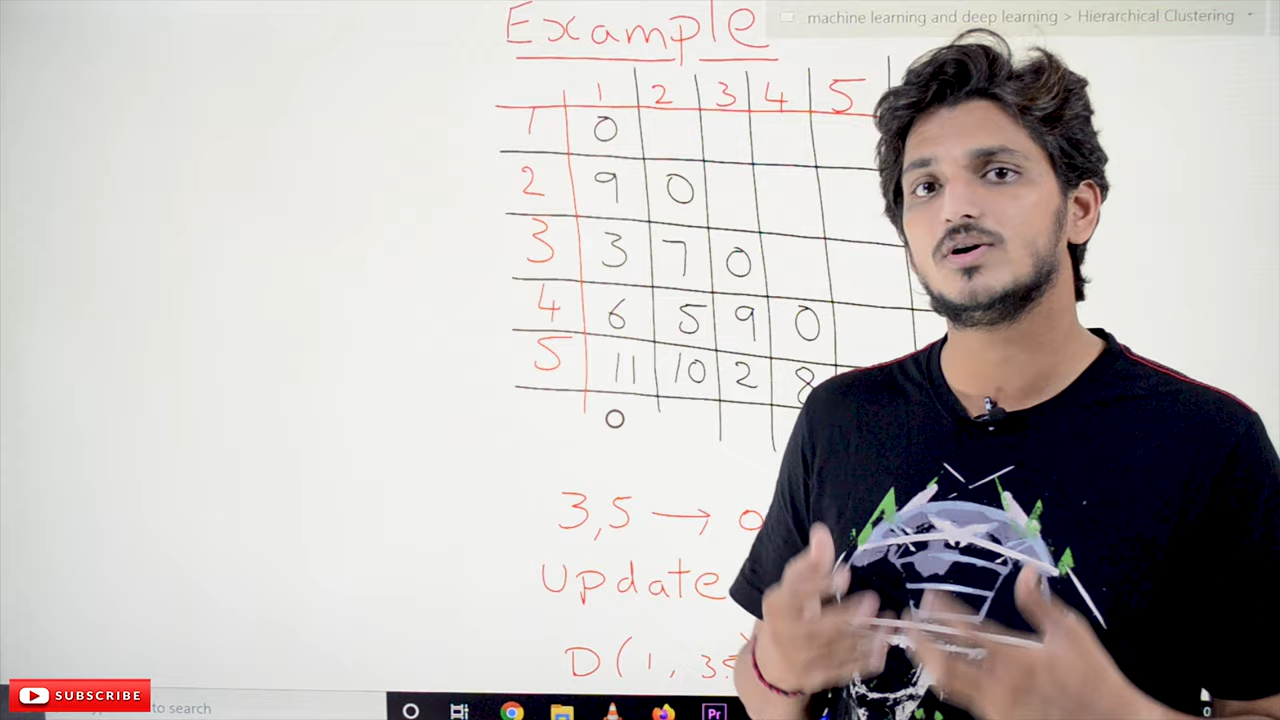 machine learning and deep learning > Hierarchical Clustering
Example
1 2 3 4 5
1 0
2 9 0
3 3 7 0
4 6 5 9 0
5 11 10 2 8
0
3,5 → 
Update
D(1, 35
SUBSCRIBE
to search
Pr